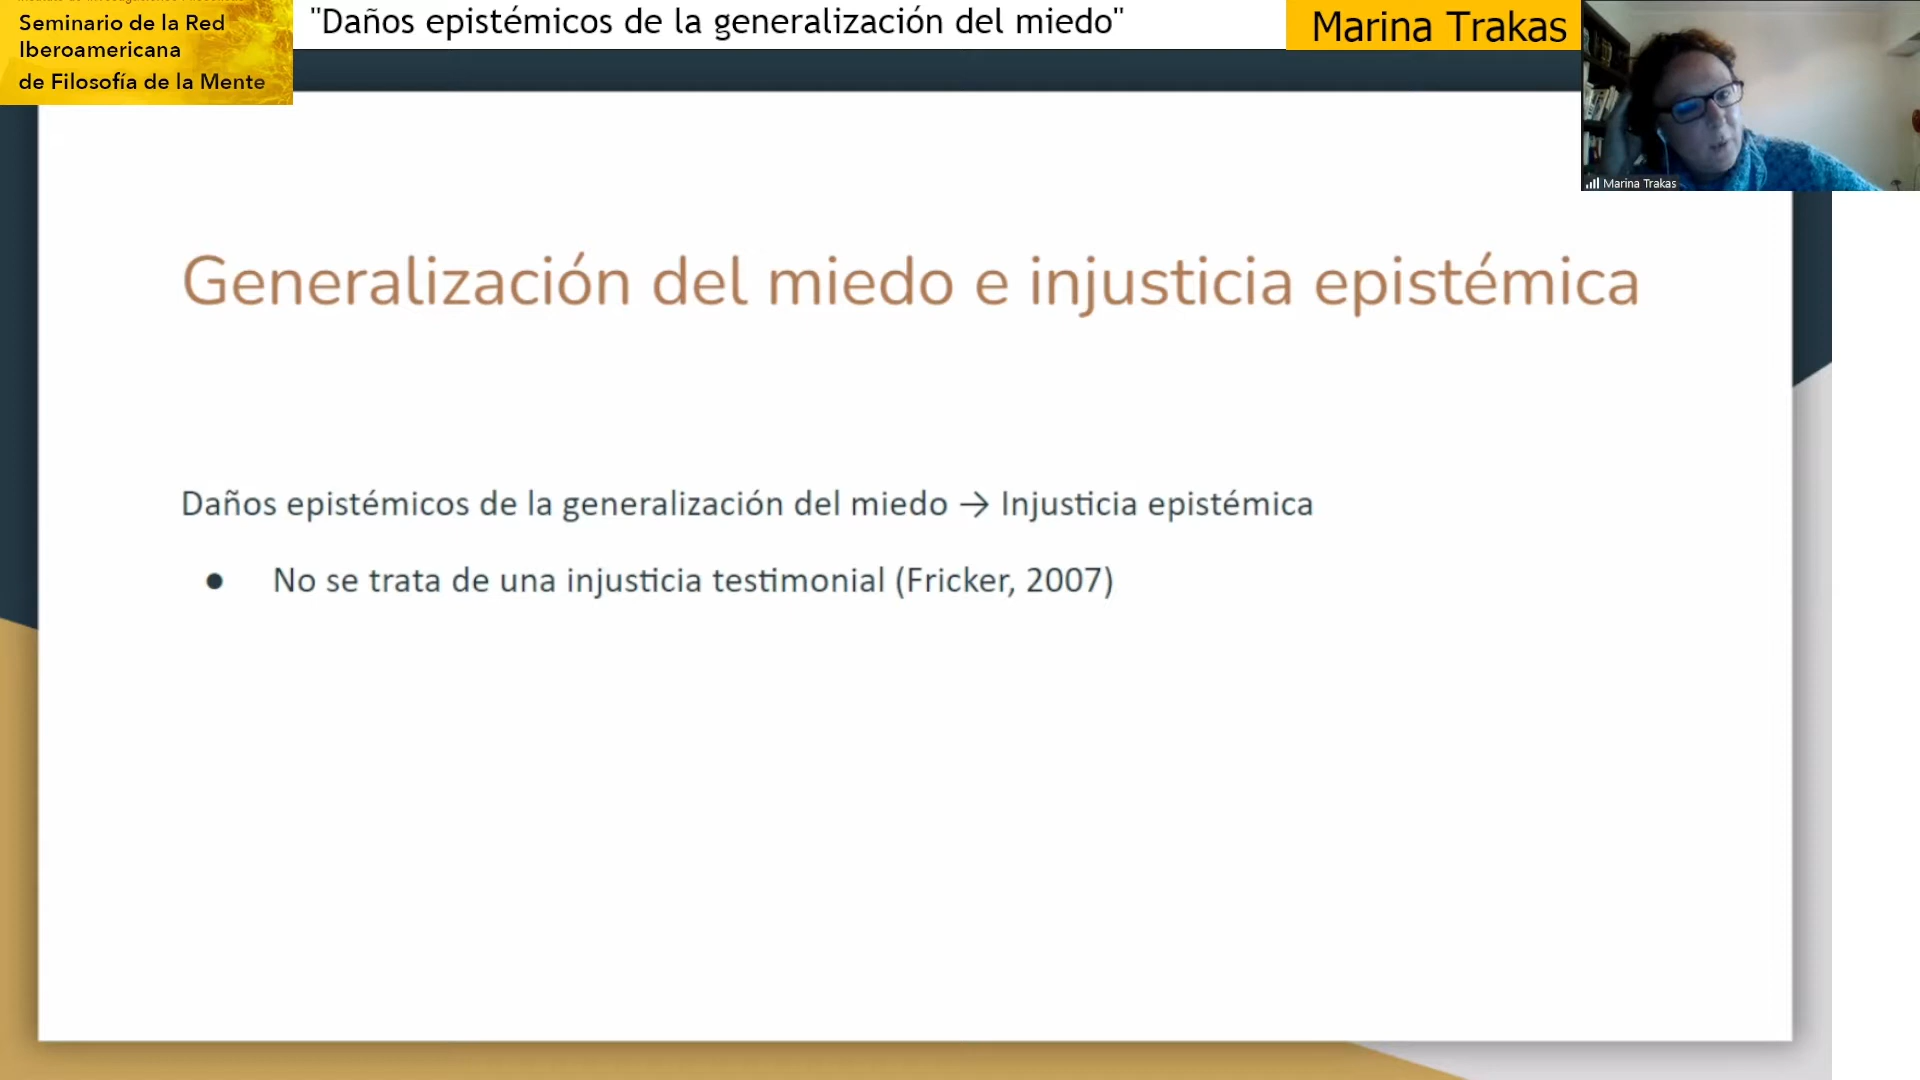 Seminario de la Red
Iberoamericana
de Filosofía de la Mente
"Daños epistémicos de la generalización del miedo"
Marina Trakas
Marina Trakas
Generalización del miedo e injusticia epistémica
Daños epistémicos de la generalización del miedo → Injusticia epistémica
● No se trata de una injusticia testimonial (Fricker, 2007)